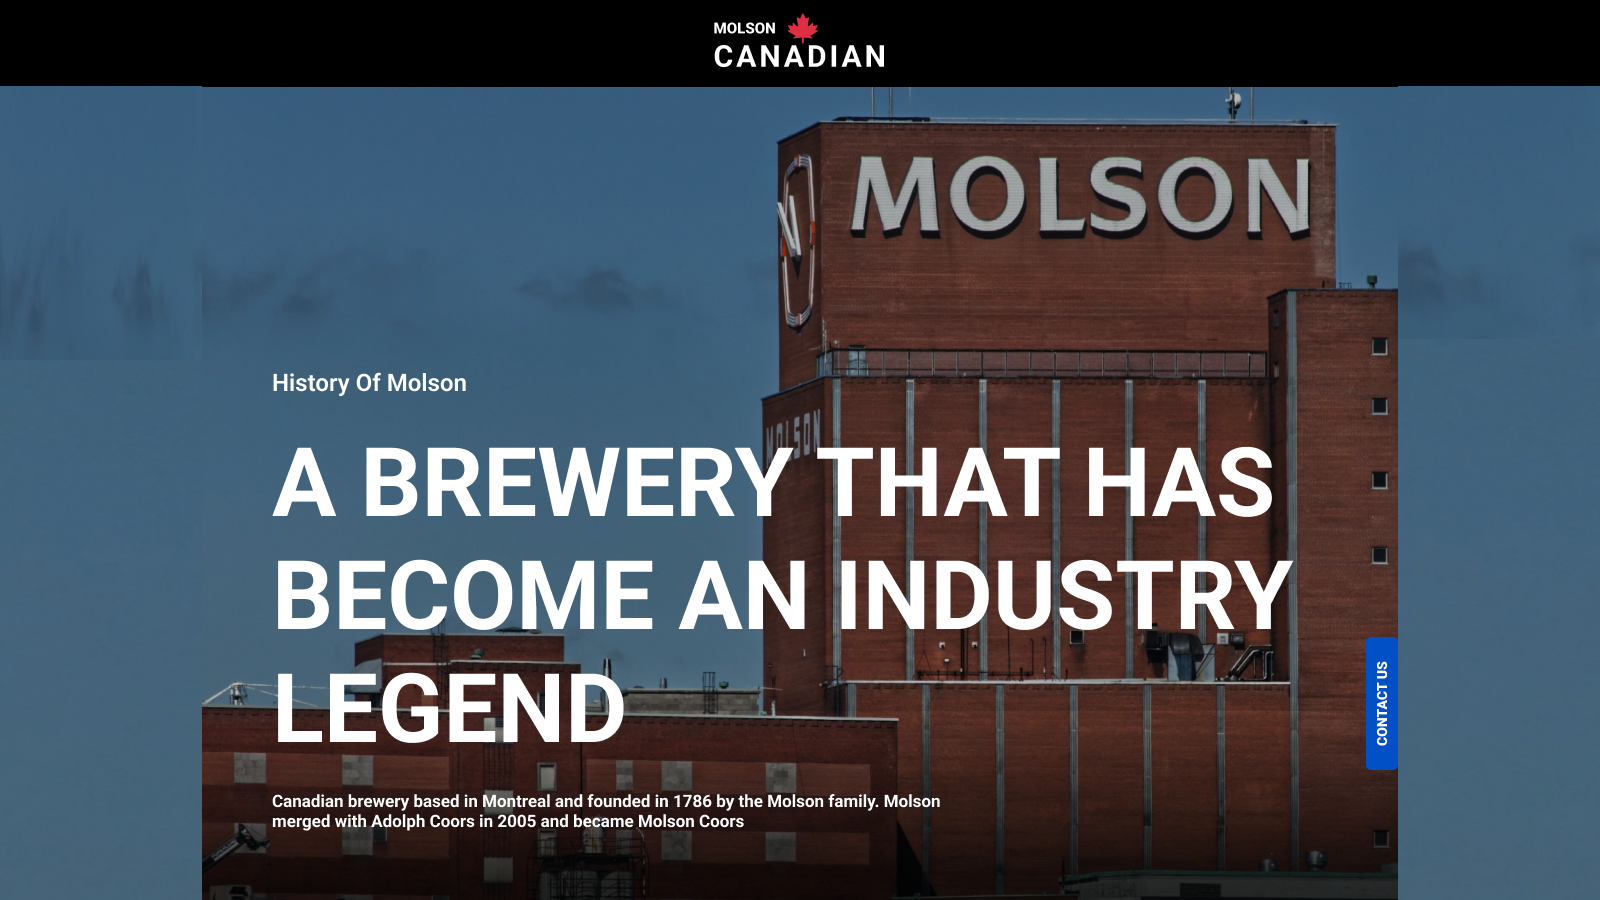 MOLSON
CANADIAN
MOLSON
MOLSON
History Of Molson
A BREWERY THAT HAS
BECOME AN INDUSTRY
LEGEND
CONTACT US
Canadian brewery based in Montreal and founded in 1786 by the Molson family. Molson
merged with Adolph Coors in 2005 and became Molson Coors